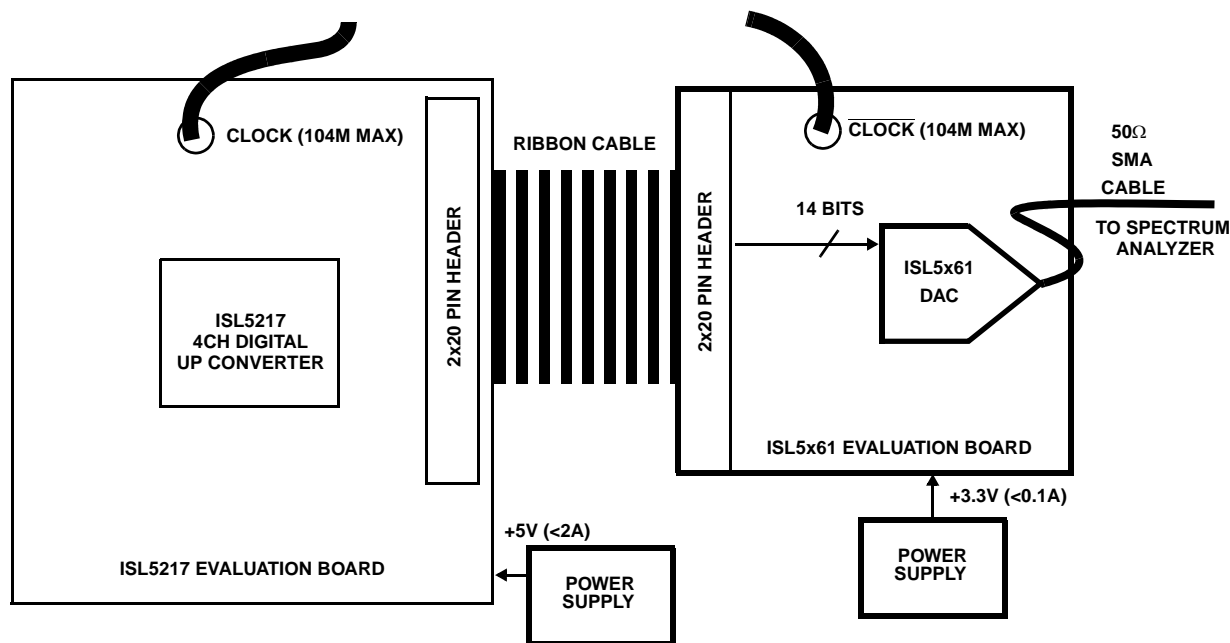 CLOCK (104M MAX)
2x20 PIN HEADER
ISL5217
4CH DIGITAL
UP CONVERTER
ISL5217 EVALUATION BOARD
+5V (<2A)
POWER
SUPPLY
RIBBON CABLE
2x20 PIN HEADER
C̅L̅O̅C̅K̅ (104M MAX)
14 BITS
ISL5x61
DAC
ISL5x61 EVALUATION BOARD
+3.3V (<0.1A)
POWER
SUPPLY
50Ω
SMA
CABLE
TO SPECTRUM
ANALYZER